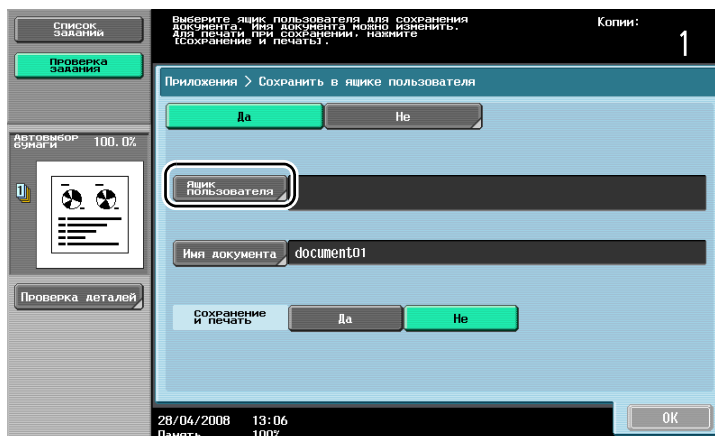 Список
заданий
Проверка
задания
Выберите ящик пользователя для сохранения
документа. Имя документа можно изменить.
Для печати при сохранении, нажмите
[Сохранение и печать].
Копии:
1
Приложения > Сохранить в ящике пользователя
Да
Не
Автовыбор
бумаги
100.0%
1
Ящик
пользователя
Имя документа
document01
Проверка деталей
Сохранение
и печать
Да
Не
OK
28/04/2008 13:06
Память 100%